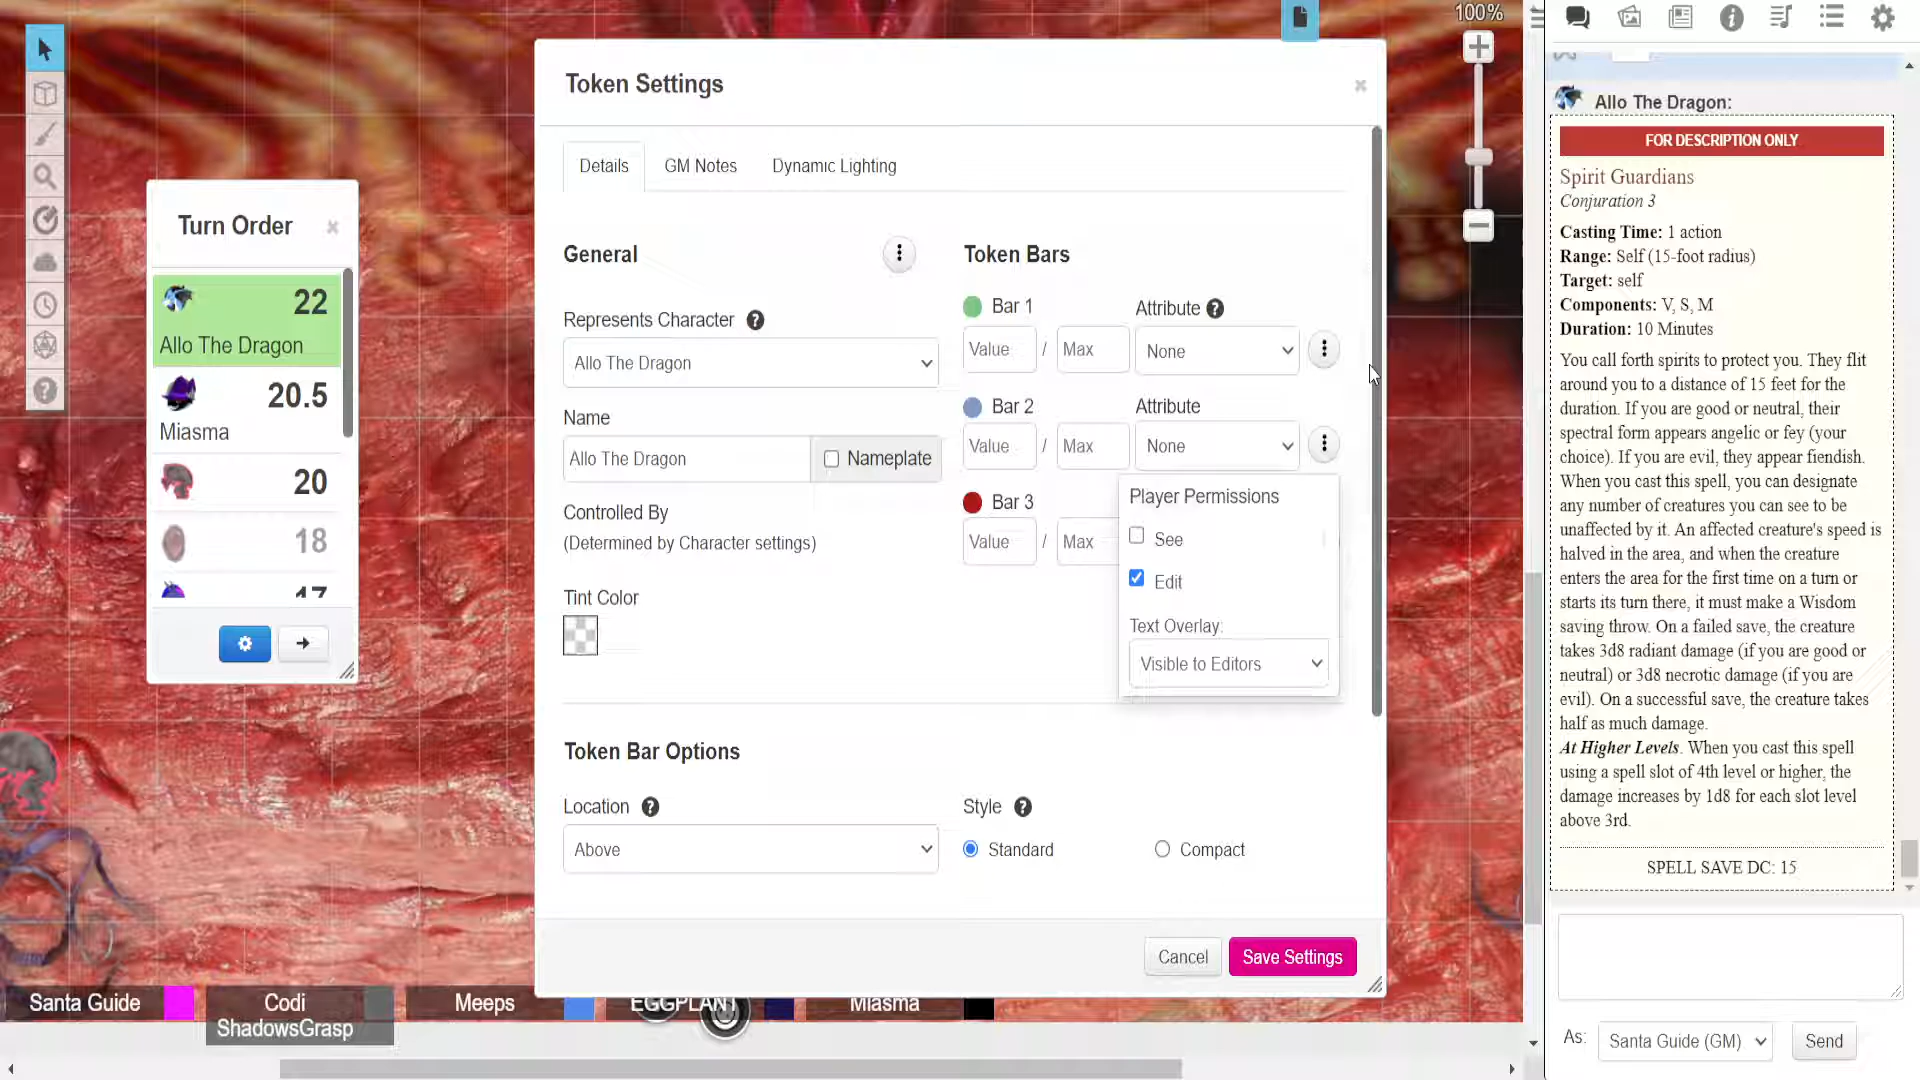 100%
Token Settings
×
Details
GM Notes
Dynamic Lighting
Turn Order
×
22
Allo The Dragon
20.5
Miasma
20
18
17
General
Represents Character ?
Allo The Dragon
Name
Allo The Dragon
Nameplate
Controlled By
(Determined by Character settings)
Tint Color
Token Bars
Bar 1
Attribute ?
Value / Max
None
Bar 2
Attribute
Value / Max
None
Bar 3
Value / Max
Player Permissions
See
Edit
Text Overlay:
Visible to Editors
Token Bar Options
Location ?
Above
Style ?
Standard
Compact
Cancel
Save Settings
Santa Guide
Codi
ShadowsGrasp
Meeps
EGGPLANT
Miasma
Allo The Dragon:
FOR DESCRIPTION ONLY
Spirit Guardians
Conjuration 3
Casting Time: 1 action
Range: Self (15-foot radius)
Target: self
Components: V, S, M
Duration: 10 Minutes
You call forth spirits to protect you. They flit
around you to a distance of 15 feet for the
duration. If you are good or neutral, their
spectral form appears angelic or fey (your
choice). If you are evil, they appear fiendish.
When you cast this spell, you can designate
any number of creatures you can see to be
unaffected by it. An affected creature's speed is
halved in the area, and when the creature
enters the area for the first time on a turn or
starts its turn there, it must make a Wisdom
saving throw. On a failed save, the creature
takes 3d8 radiant damage (if you are good or
neutral) or 3d8 necrotic damage (if you are
evil). On a successful save, the creature takes
half as much damage.
At Higher Levels. When you cast this spell
using a spell slot of 4th level or higher, the
damage increases by 1d8 for each slot level
above 3rd.
SPELL SAVE DC: 15
As:
Santa Guide (GM)
Send